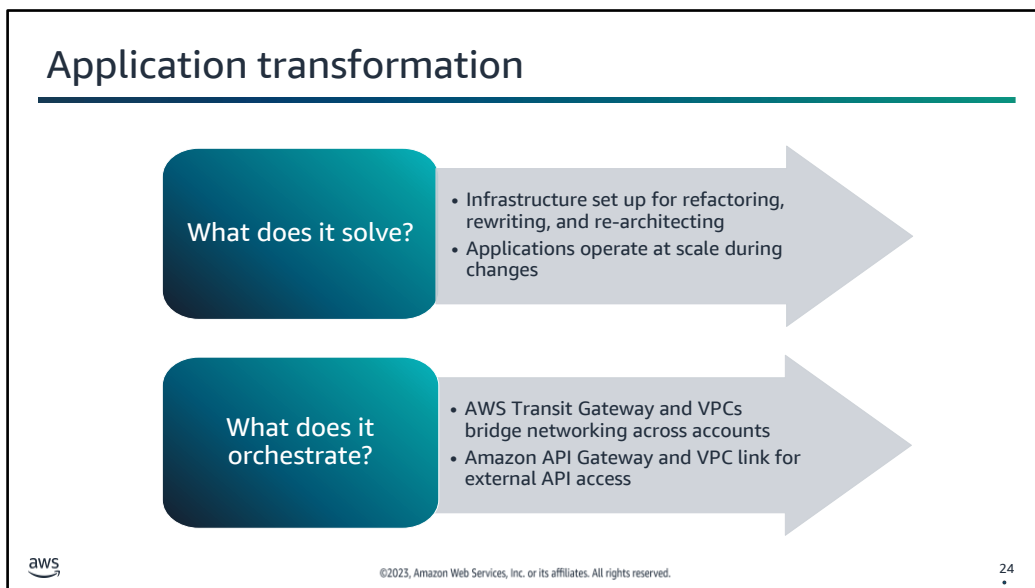 Application transformation
What does it solve?
• Infrastructure set up for refactoring,
rewriting, and re-architecting
• Applications operate at scale during
changes
What does it
orchestrate?
• AWS Transit Gateway and VPCs
bridge networking across accounts
• Amazon API Gateway and VPC link for
external API access
aws
©2023, Amazon Web Services, Inc. or its affiliates. All rights reserved.
24